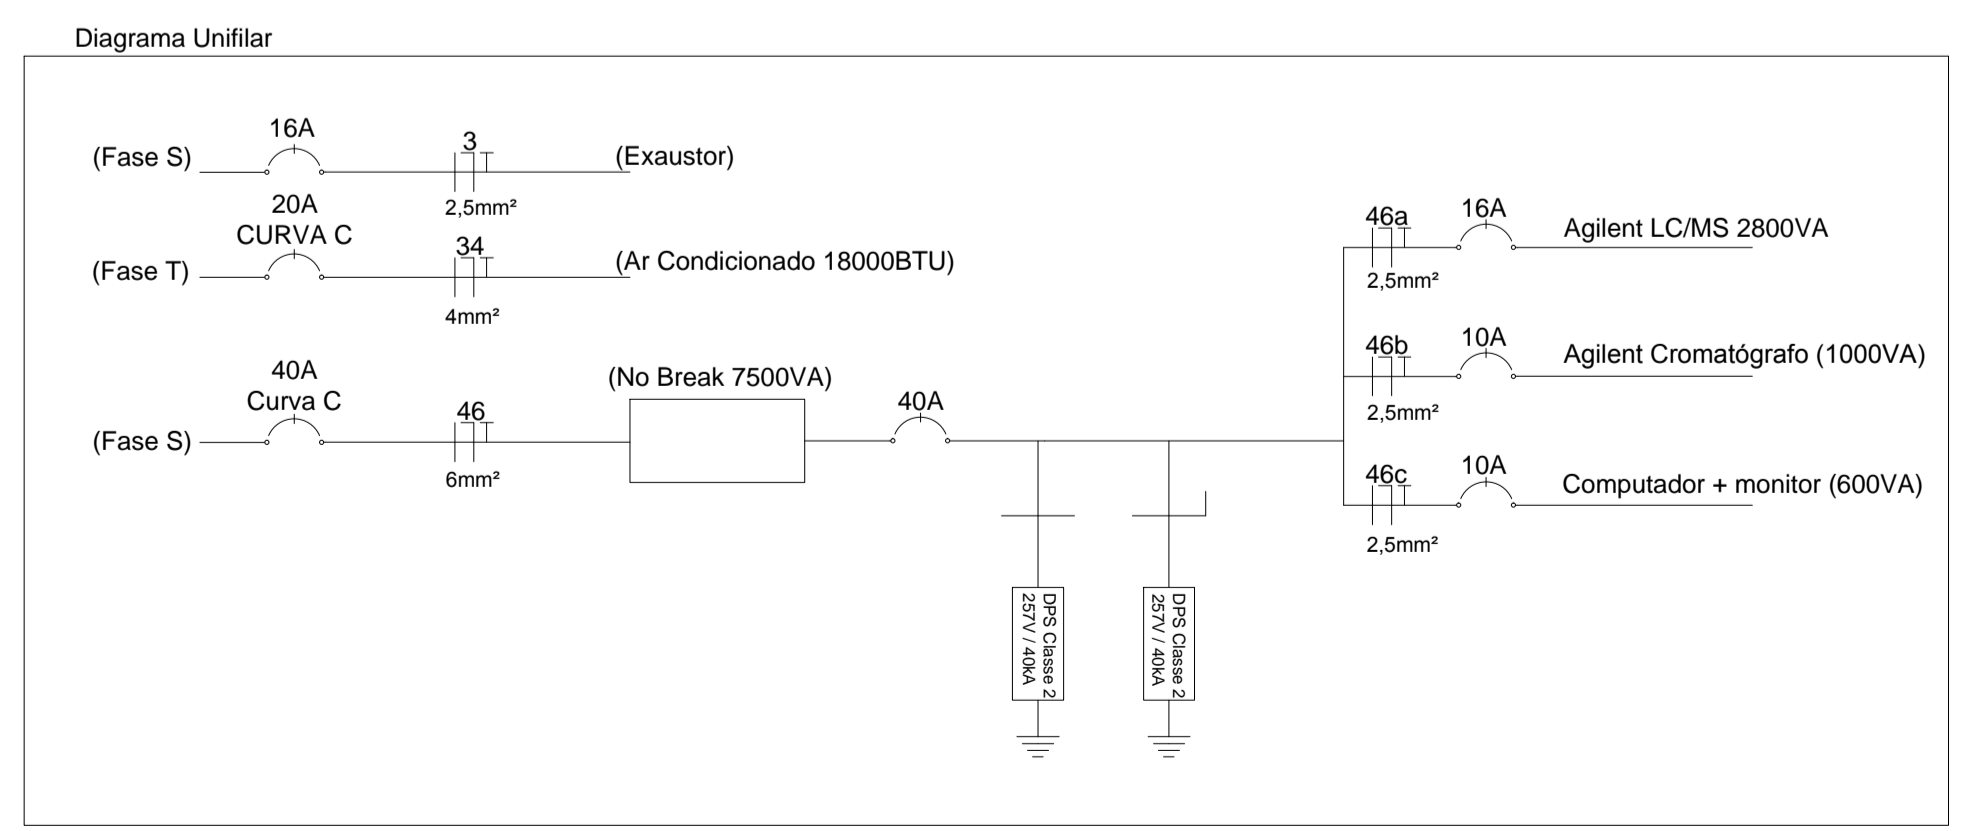 Diagrama Unifilar
16A
(Fase S)
3
(Exaustor)
2,5mm²
20A
CURVA C
(Fase T)
34
(Ar Condicionado 18000BTU)
4mm²
40A
Curva C
(Fase S)
46
6mm²
(No Break 7500VA)
40A
DPS Classe 2
257V / 40kA
DPS Classe 2
257V / 40kA
46a
16A
Agilent LC/MS 2800VA
2,5mm²
46b
10A
Agilent Cromatógrafo (1000VA)
2,5mm²
46c
10A
Computador + monitor (600VA)
2,5mm²